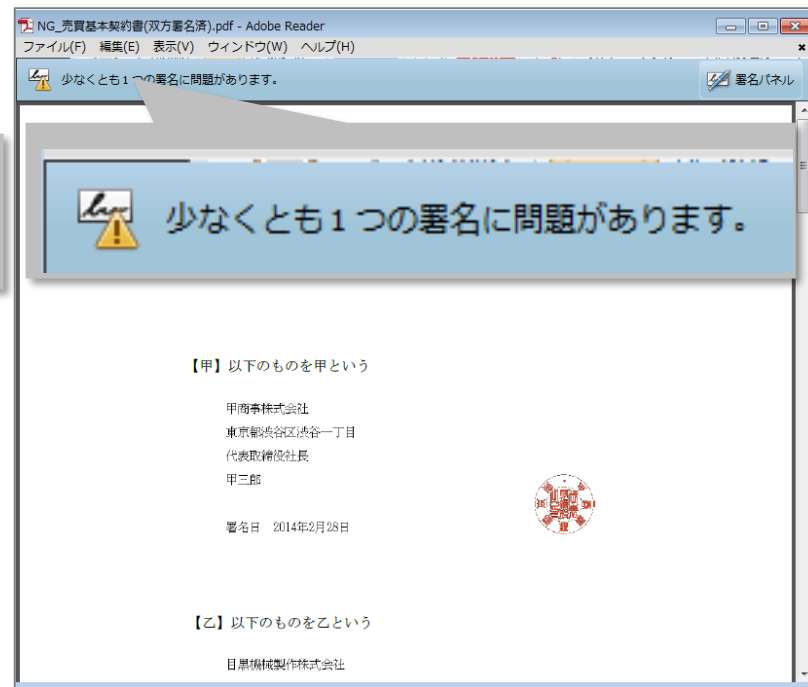 NG_売買基本契約書(双方署名済).pdf - Adobe Reader
ファイル(F) 編集(E) 表示(V) ウィンドウ(W) ヘルプ(H)
少なくとも1つの署名に問題があります。
署名パネル
少なくとも1つの署名に問題があります。
【甲】以下のものを甲という
甲商事株式会社
東京都渋谷区渋谷一丁目
代表取締役社長
甲三郎
署名日 2014年2月28日
【乙】以下のものを乙という
目黒機械製作株式会社